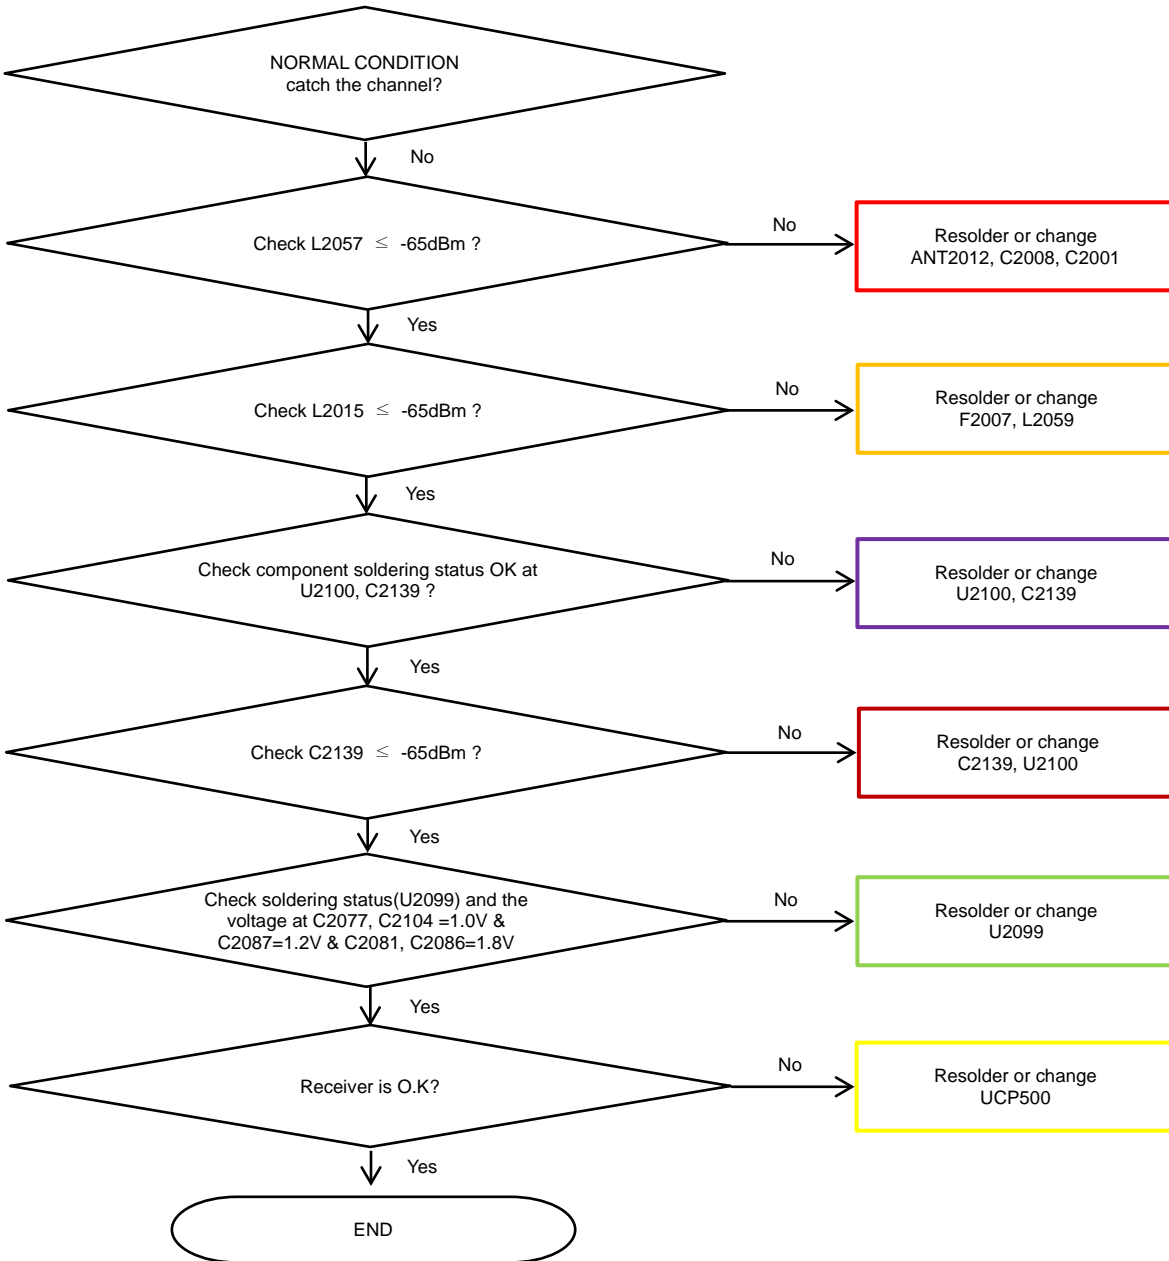 NORMAL CONDITION
catch the channel?
No
Check L2057 ≦ -65dBm ?
No
Resolder or change
ANT2012, C2008, C2001
Yes
Check L2015 ≦ -65dBm ?
No
Resolder or change
F2007, L2059
Yes
Check component soldering status OK at
U2100, C2139 ?
No
Resolder or change
U2100, C2139
Yes
Check C2139 ≦ -65dBm ?
No
Resolder or change
C2139, U2100
Yes
Check soldering status(U2099) and the
voltage at C2077, C2104 =1.0V &
C2087=1.2V & C2081, C2086=1.8V
No
Resolder or change
U2099
Yes
Receiver is O.K?
No
Resolder or change
UCP500
Yes
END